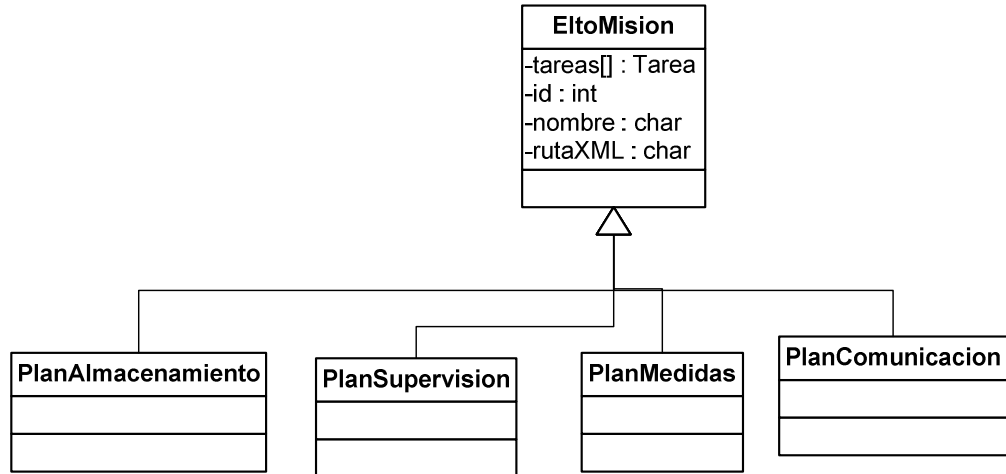 EltoMision
-tareas[] : Tarea
-id : int
-nombre : char
-rutaXML : char
PlanAlmacenamiento
PlanSupervision
PlanMedidas
PlanComunicacion